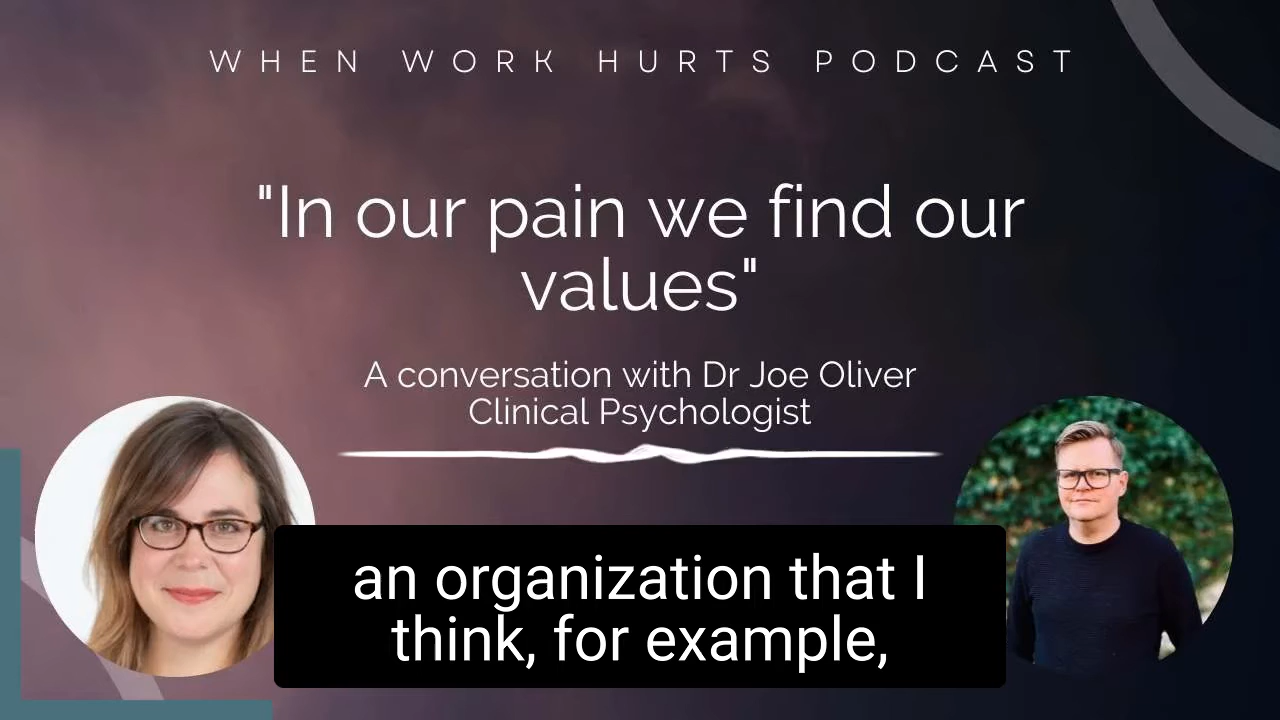 WHEN WORK HURTS PODCAST
"In our pain we find our
values"
A conversation with Dr Joe Oliver
Clinical Psychologist
an organization that I
think, for example,